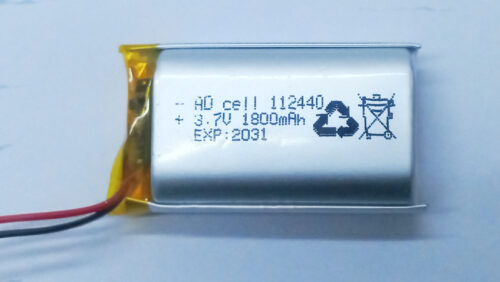 - AD cell 112440
+ 3.7V 1800mAh
EXP:2031